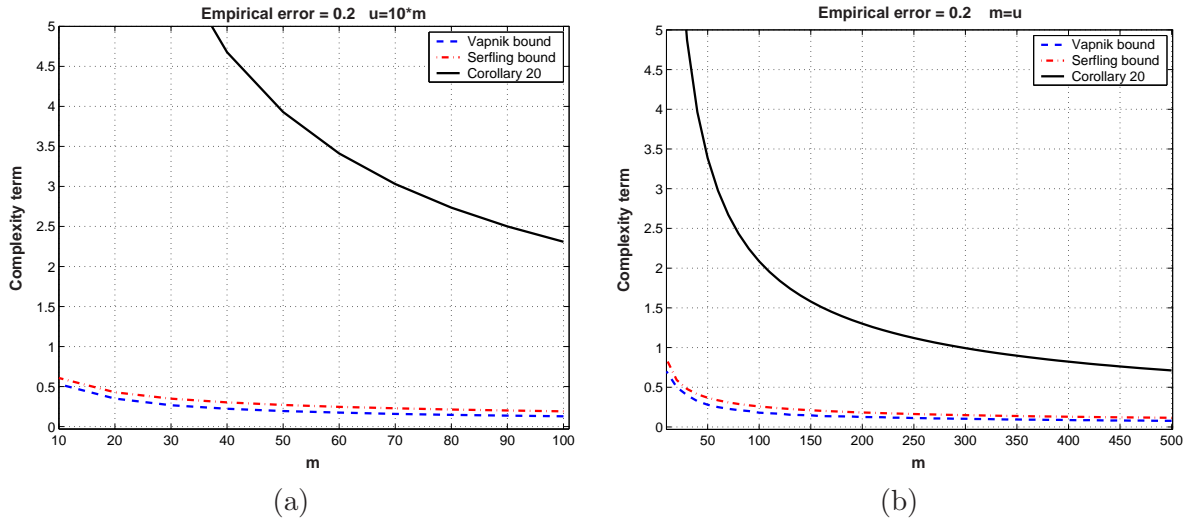 Empirical error = 0.2 u=10*m
5
4.5
4
3.5
3
2.5
2
1.5
1
0.5
0
Complexity term
Vapnik bound
Serfling bound
Corollary 20
10 20 30 40 50 60 70 80 90 100
m
(a)
Empirical error = 0.2 m=u
5
4.5
4
3.5
3
2.5
2
1.5
1
0.5
0
Complexity term
Vapnik bound
Serfling bound
Corollary 20
50 100 150 200 250 300 350 400 450 500
m
(b)